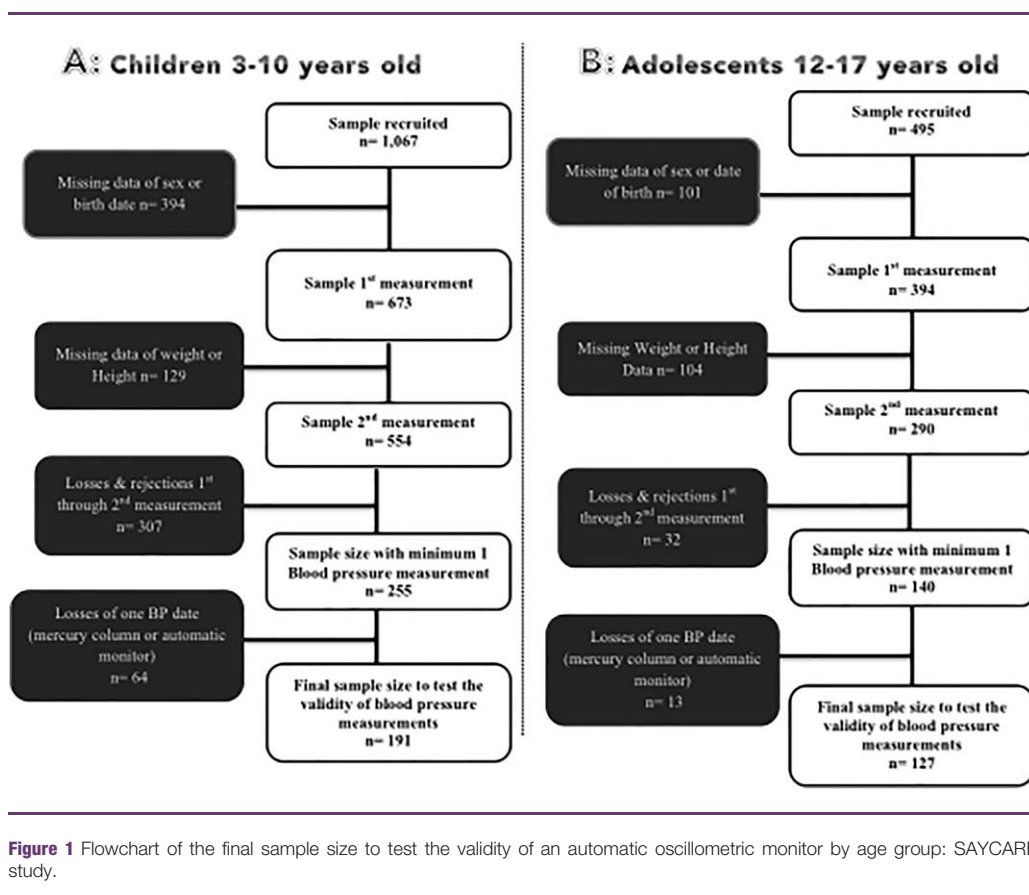 A: Children 3-10 years old
Sample recruited
n= 1,067
Missing data of sex or
birth date n= 394
Sample 1st measurement
n= 673
Missing data of weight or
Height n= 129
Sample 2nd measurement
n= 554
Losses & rejections 1st
through 2nd measurement
n= 307
Sample size with minimum 1
Blood pressure measurement
n= 255
Losses of one BP date
(mercury column or automatic
monitor)
n= 64
Final sample size to test the
validity of blood pressure
measurements
n= 191
B: Adolescents 12-17 years old
Sample recruited
n= 495
Missing data of sex or date
of birth n= 101
Sample 1st measurement
n= 394
Missing Weight or Height
Data n= 104
Sample 2nd measurement
n= 290
Losses & rejections 1st
through 2nd measurement
n= 32
Sample size with minimum 1
Blood pressure measurement
n= 140
Losses of one BP date
(mercury column or automatic
monitor)
n= 13
Final sample size to test the
validity of blood pressure
measurements
n= 127
Figure 1 Flowchart of the final sample size to test the validity of an automatic oscillometric monitor by age group: SAYCARE
study.